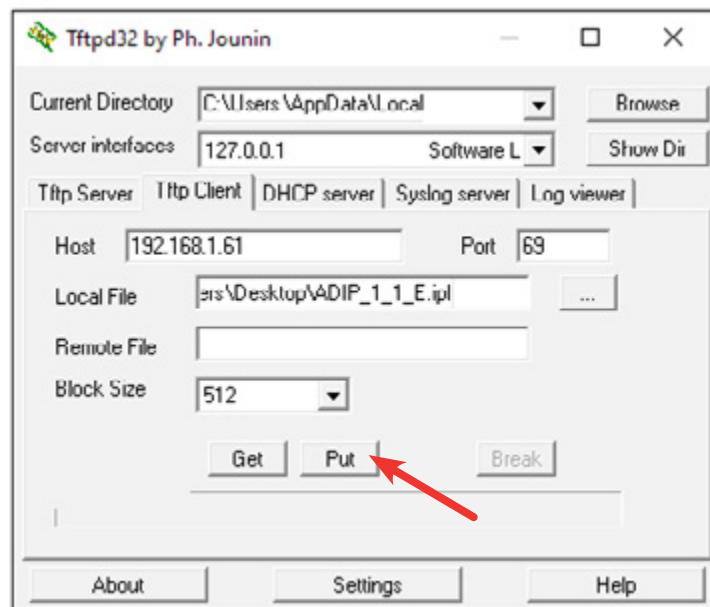 Tftpd32 by Ph. Jounin
Current Directory C:\Users\AppData\Local Browse
Server interfaces 127.0.0.1 Software L Show Dir
Tftp Server Tftp Client DHCP server Syslog server Log viewer
Host 192.168.1.61 Port 69
Local File ers\Desktop\ADIP_1_1_E.ipl ...
Remote File
Block Size 512
Get Put Break
About Settings Help